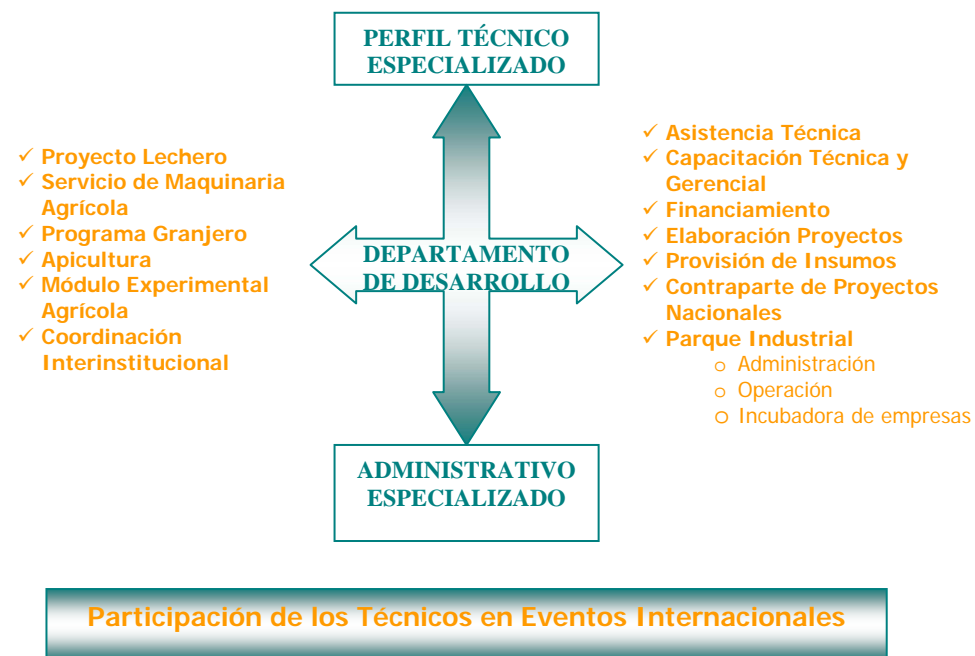 PERFIL TÉCNICO
ESPECIALIZADO
✓ Proyecto Lechero
✓ Servicio de Maquinaria
Agrícola
✓ Programa Granjero
✓ Apicultura
✓ Módulo Experimental
Agrícola
✓ Coordinación
Interinstitucional
DEPARTAMENTO
DE DESARROLLO
✓ Asistencia Técnica
✓ Capacitación Técnica y
Gerencial
✓ Financiamiento
✓ Elaboración Proyectos
✓ Provisión de Insumos
✓ Contraparte de Proyectos
Nacionales
✓ Parque Industrial
o Administración
o Operación
o Incubadora de empresas
ADMINISTRATIVO
ESPECIALIZADO
Participación de los Técnicos en Eventos Internacionales